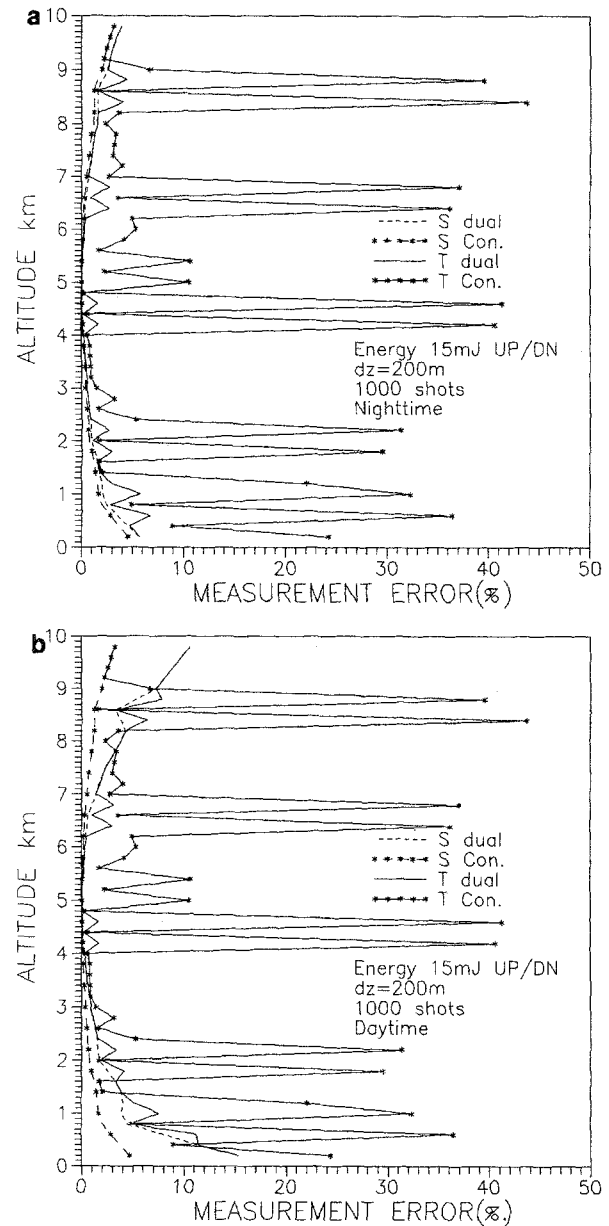 a
10
9
8
7
6
5
4
3
2
1
0
ALTITUDE km
S dual
S Con.
T dual
T Con.
Energy 15mJ UP/DN
dz=200m
1000 shots
Nighttime
0 10 20 30 40 50
MEASUREMENT ERROR(%)
b
10
9
8
7
6
5
4
3
2
1
0
ALTITUDE km
S dual
S Con.
T dual
T Con.
Energy 15mJ UP/DN
dz=200m
1000 shots
Daytime
0 10 20 30 40 50
MEASUREMENT ERROR(%.)